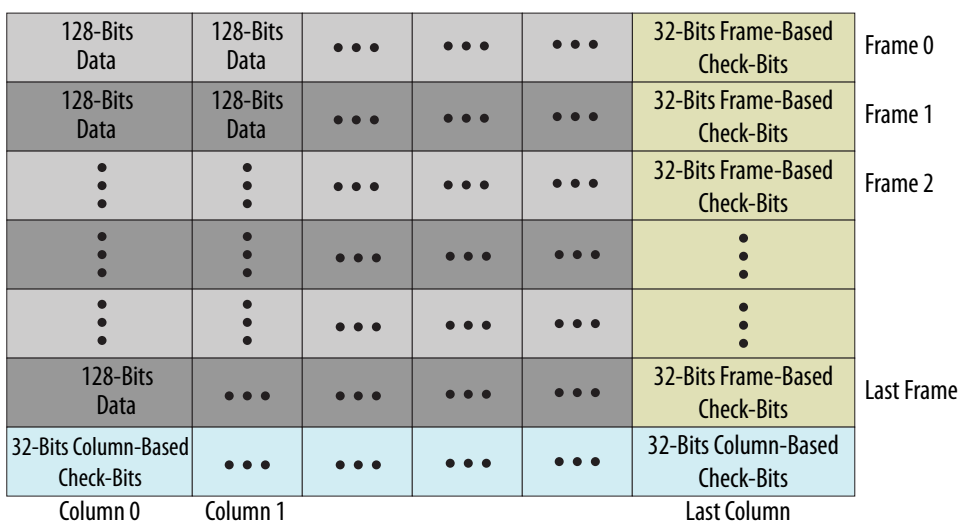 128-Bits
Data
128-Bits
Data
32-Bits Frame-Based
Check-Bits
Frame 0
128-Bits
Data
128-Bits
Data
32-Bits Frame-Based
Check-Bits
Frame 1
32-Bits Frame-Based
Check-Bits
Frame 2
128-Bits
Data
32-Bits Frame-Based
Check-Bits
Last Frame
32-Bits Column-Based
Check-Bits
32-Bits Column-Based
Check-Bits
Column 0
Column 1
Last Column